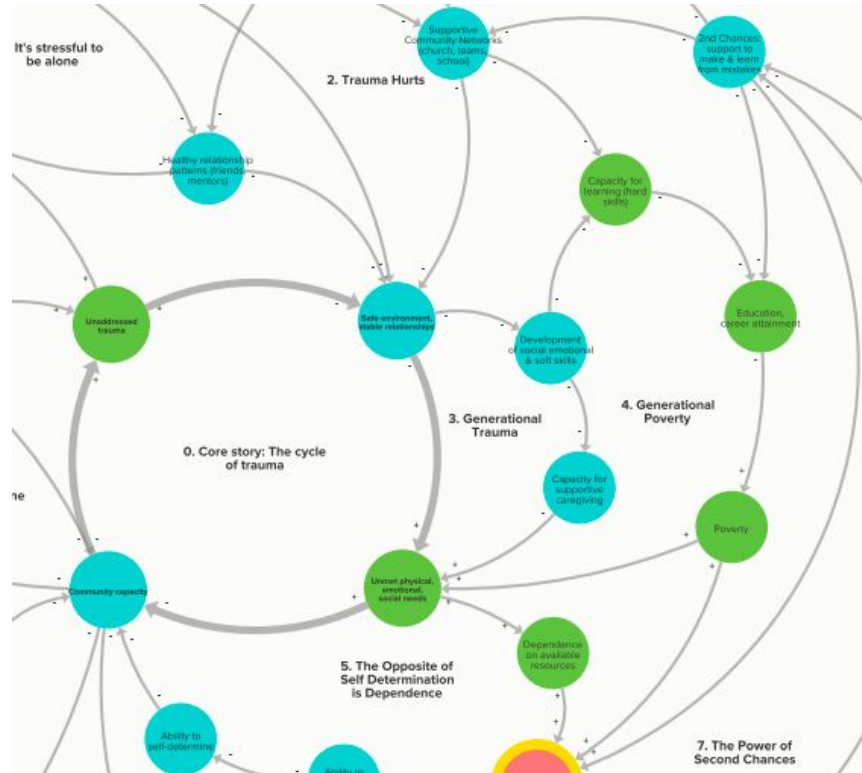 It's stressful to
be alone
Supportive
Community Networks
(church, teams,
school)
2nd Chances:
support to
make & learn
from mistakes
2. Trauma Hurts
Healthy relationship
patterns (friends,
mentors)
Capacity for
learning (hard
skills)
Unaddressed
trauma
Safe environment,
stable relationships
Education,
career attainment
Development
of social emotional
& soft skills
3. Generational
Trauma
4. Generational
Poverty
0. Core story: The cycle
of trauma
Capacity for
supportive
caregiving
ne
Poverty
Community capacity
Unmet physical,
emotional,
social needs
Dependence
on available
resources
5. The Opposite of
Self Determination
is Dependence
Ability to
self-determine
7. The Power of
Second Chances
Ability to